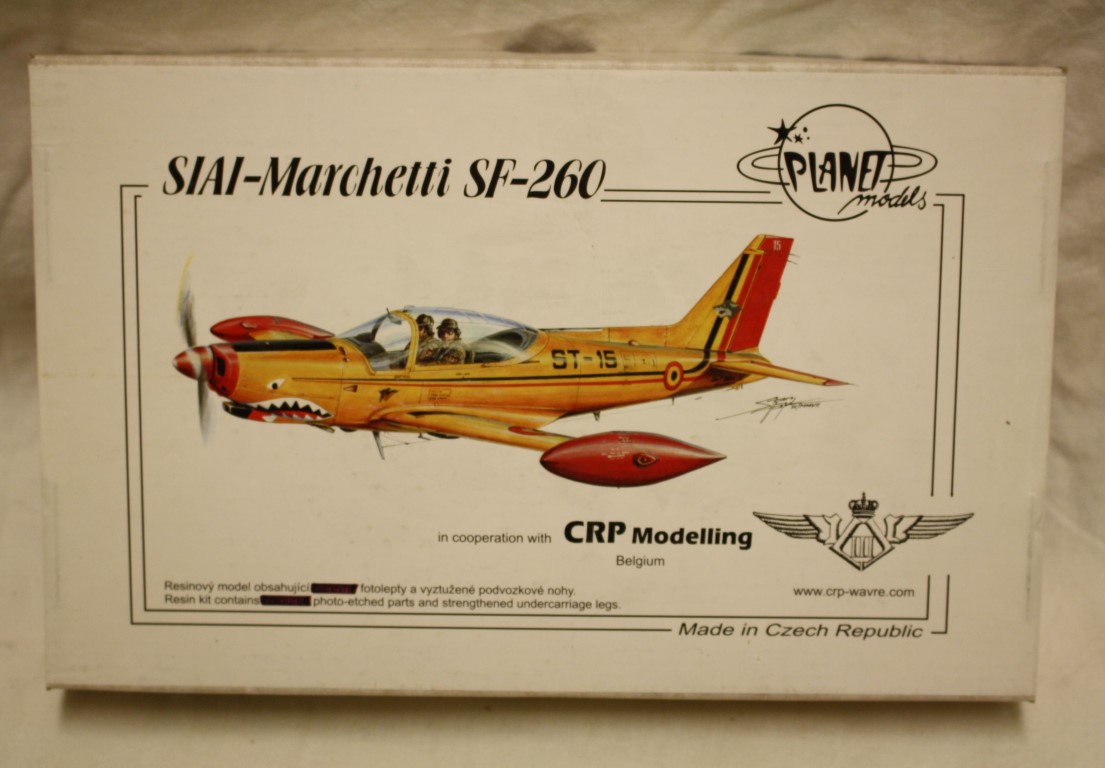 SIAI-Marchetti SF-260
PLANET
models
15
ST-15
in cooperation with CRP Modelling
Belgium
Resinový model obsahující fotolepty a vyztužené podvozkové nohy.
Resin kit contains photo-etched parts and strengthened undercarriage legs.
www.crp-wavre.com
Made in Czech Republic